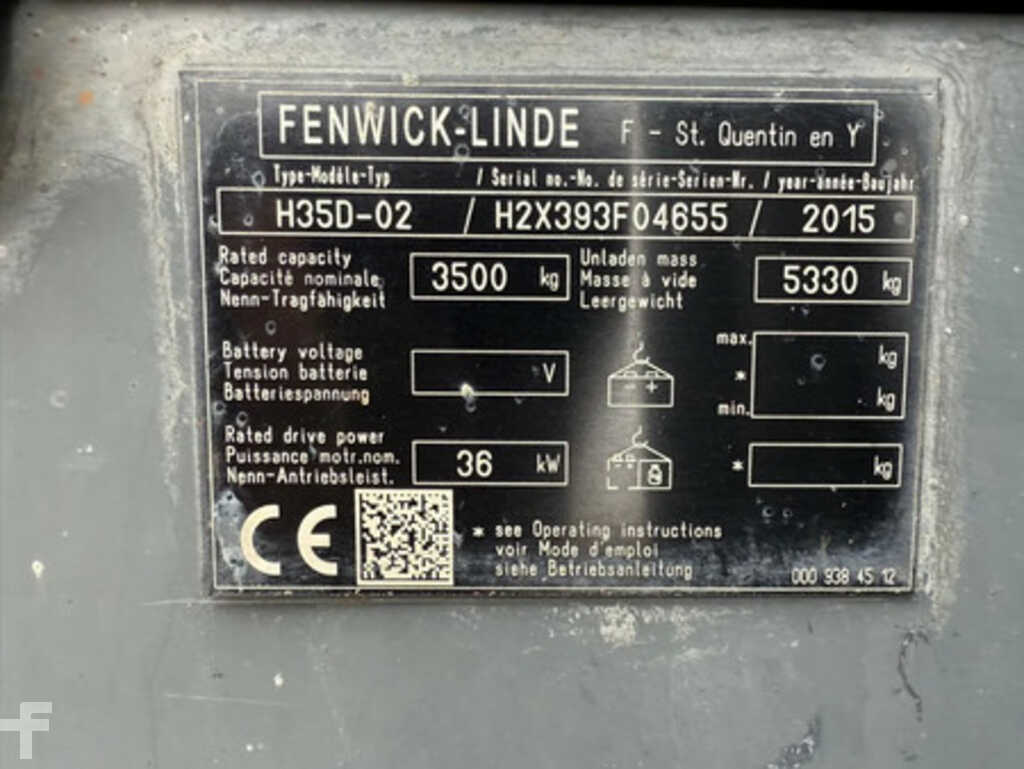 FENWICK-LINDE F - St. Quentin en Y
Type-Modèle-Typ / Serial no.-No. de série-Serien-Nr. / year-année-Baujahr
H35D-02 / H2X393F04655 / 2015
Rated capacity
Capacité nominale
Nenn-Tragfähigkeit
3500 kg
Unladen mass
Masse à vide
Leergewicht
5330 kg
Battery voltage
Tension batterie
Batteriespannung
V
- +
max. kg
*
min. kg
Rated drive power
Puissance motr.nom.
Nenn-Antriebsleist.
36 kW
* kg
CE
* see Operating instructions
voir Mode d'emploi
siehe Betriebsanleitung
000 938 45 12